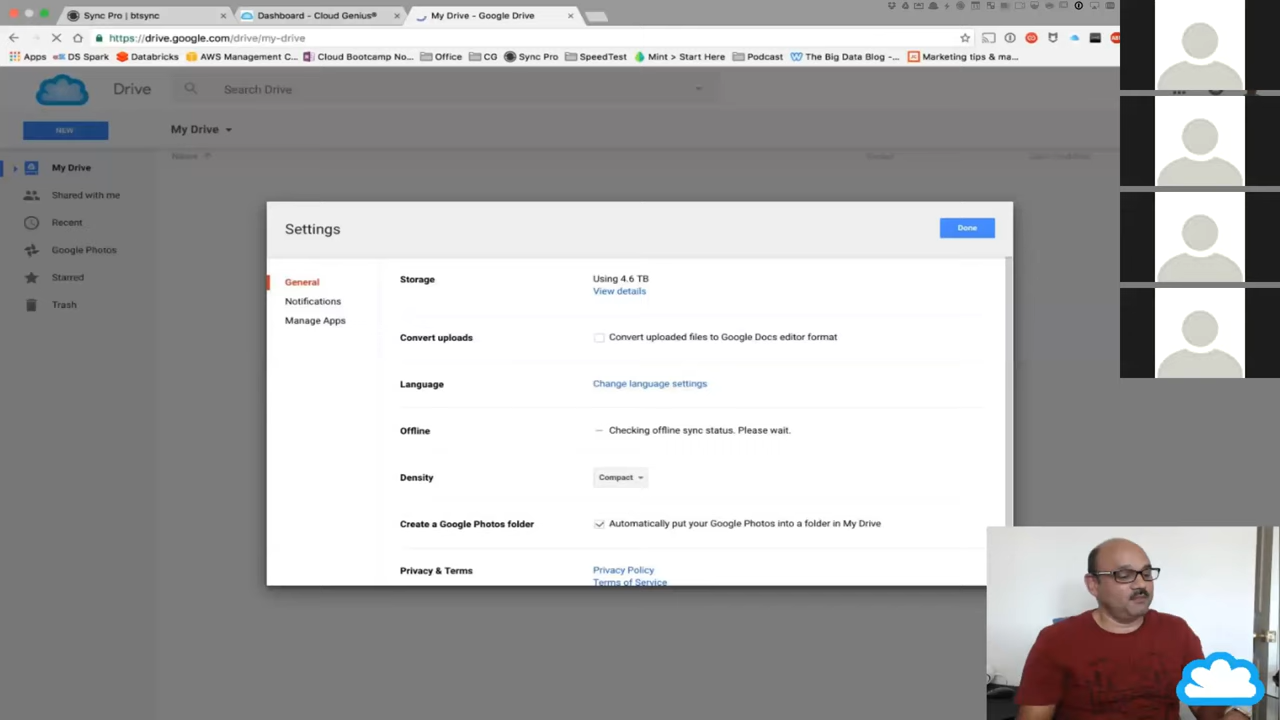 Sync Pro | btsync
Dashboard - Cloud Genius®
My Drive - Google Drive
https://drive.google.com/drive/my-drive
Apps DS Spark Databricks AWS Management C... Cloud Bootcamp No... Office CG Sync Pro SpeedTest Mint > Start Here Podcast The Big Data Blog -... Marketing tips & ma...
Drive
Search Drive
NEW
My Drive
Name
My Drive
Shared with me
Recent
Google Photos
Starred
Trash
Settings
Done
General
Notifications
Manage Apps
Storage
Using 4.6 TB
View details
Convert uploads
Convert uploaded files to Google Docs editor format
Language
Change language settings
Offline
Checking offline sync status. Please wait.
Density
Compact
Create a Google Photos folder
Automatically put your Google Photos into a folder in My Drive
Privacy & Terms
Privacy Policy
Terms of Service